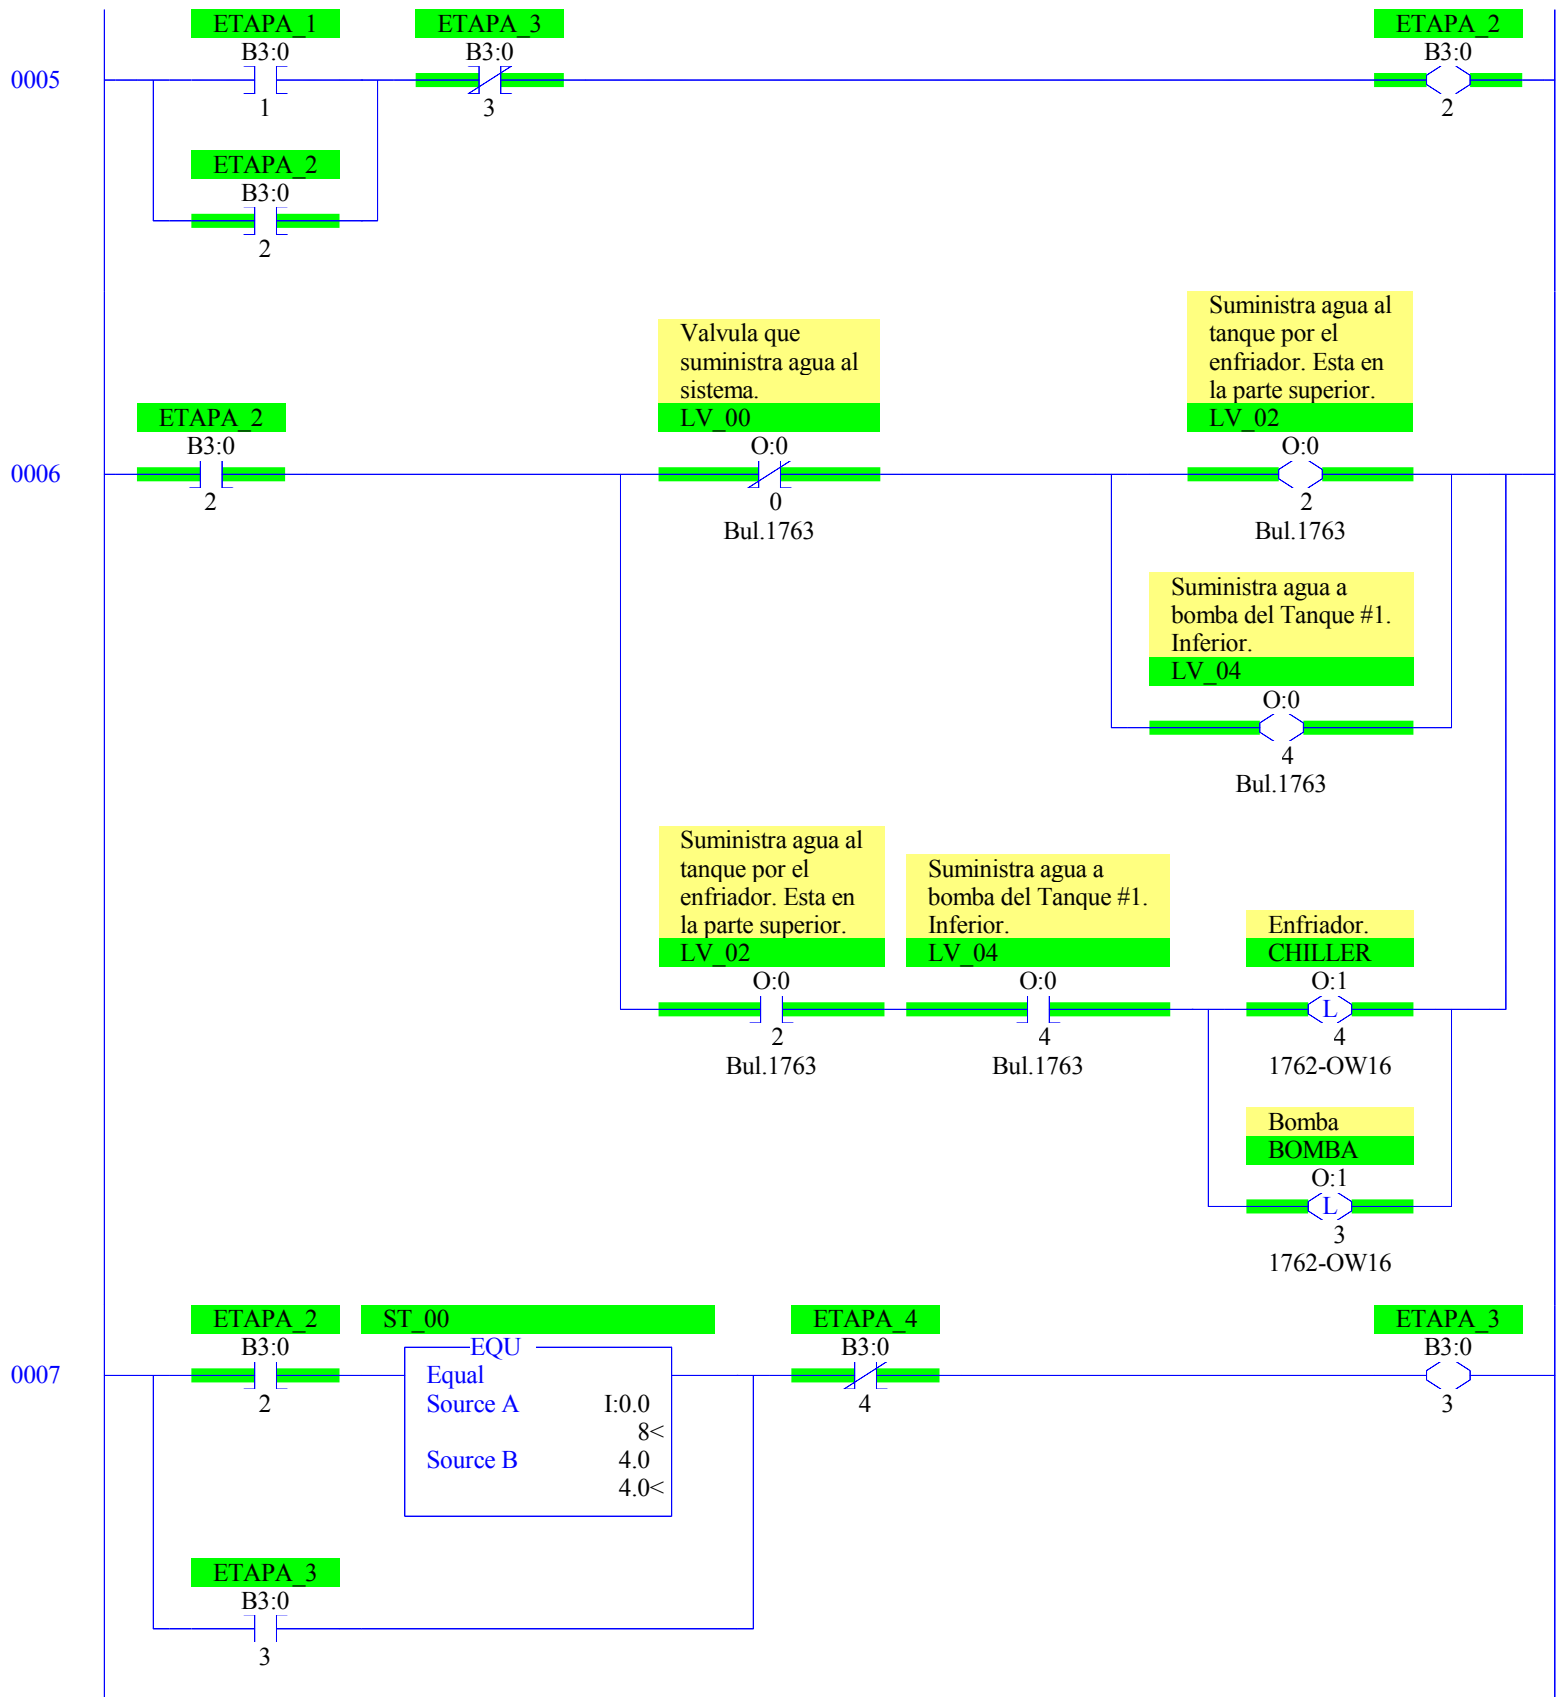 ETAPA_1
B3:0
1
ETAPA_3
B3:0
3
ETAPA_2
B3:0
2
0005
ETAPA_2
B3:0
2
0006
ETAPA_2
B3:0
2
Valvula que
suministra agua al
sistema.
LV_00
O:0
0
Bul.1763
Suministra agua al
tanque por el
enfriador. Esta en
la parte superior.
LV_02
O:0
2
Bul.1763
Suministra agua a
bomba del Tanque #1.
Inferior.
LV_04
O:0
4
Bul.1763
Suministra agua al
tanque por el
enfriador. Esta en
la parte superior.
LV_02
O:0
2
Bul.1763
Suministra agua a
bomba del Tanque #1.
Inferior.
LV_04
O:0
4
Bul.1763
Enfriador.
CHILLER
O:1
L
4
1762-OW16
Bomba
BOMBA
O:1
L
3
1762-OW16
0007
ETAPA_2
B3:0
2
ST_00
EQU
Equal
Source A I:0.0
8<
Source B 4.0
4.0<
ETAPA_4
B3:0
4
ETAPA_3
B3:0
3
ETAPA_3
B3:0
3